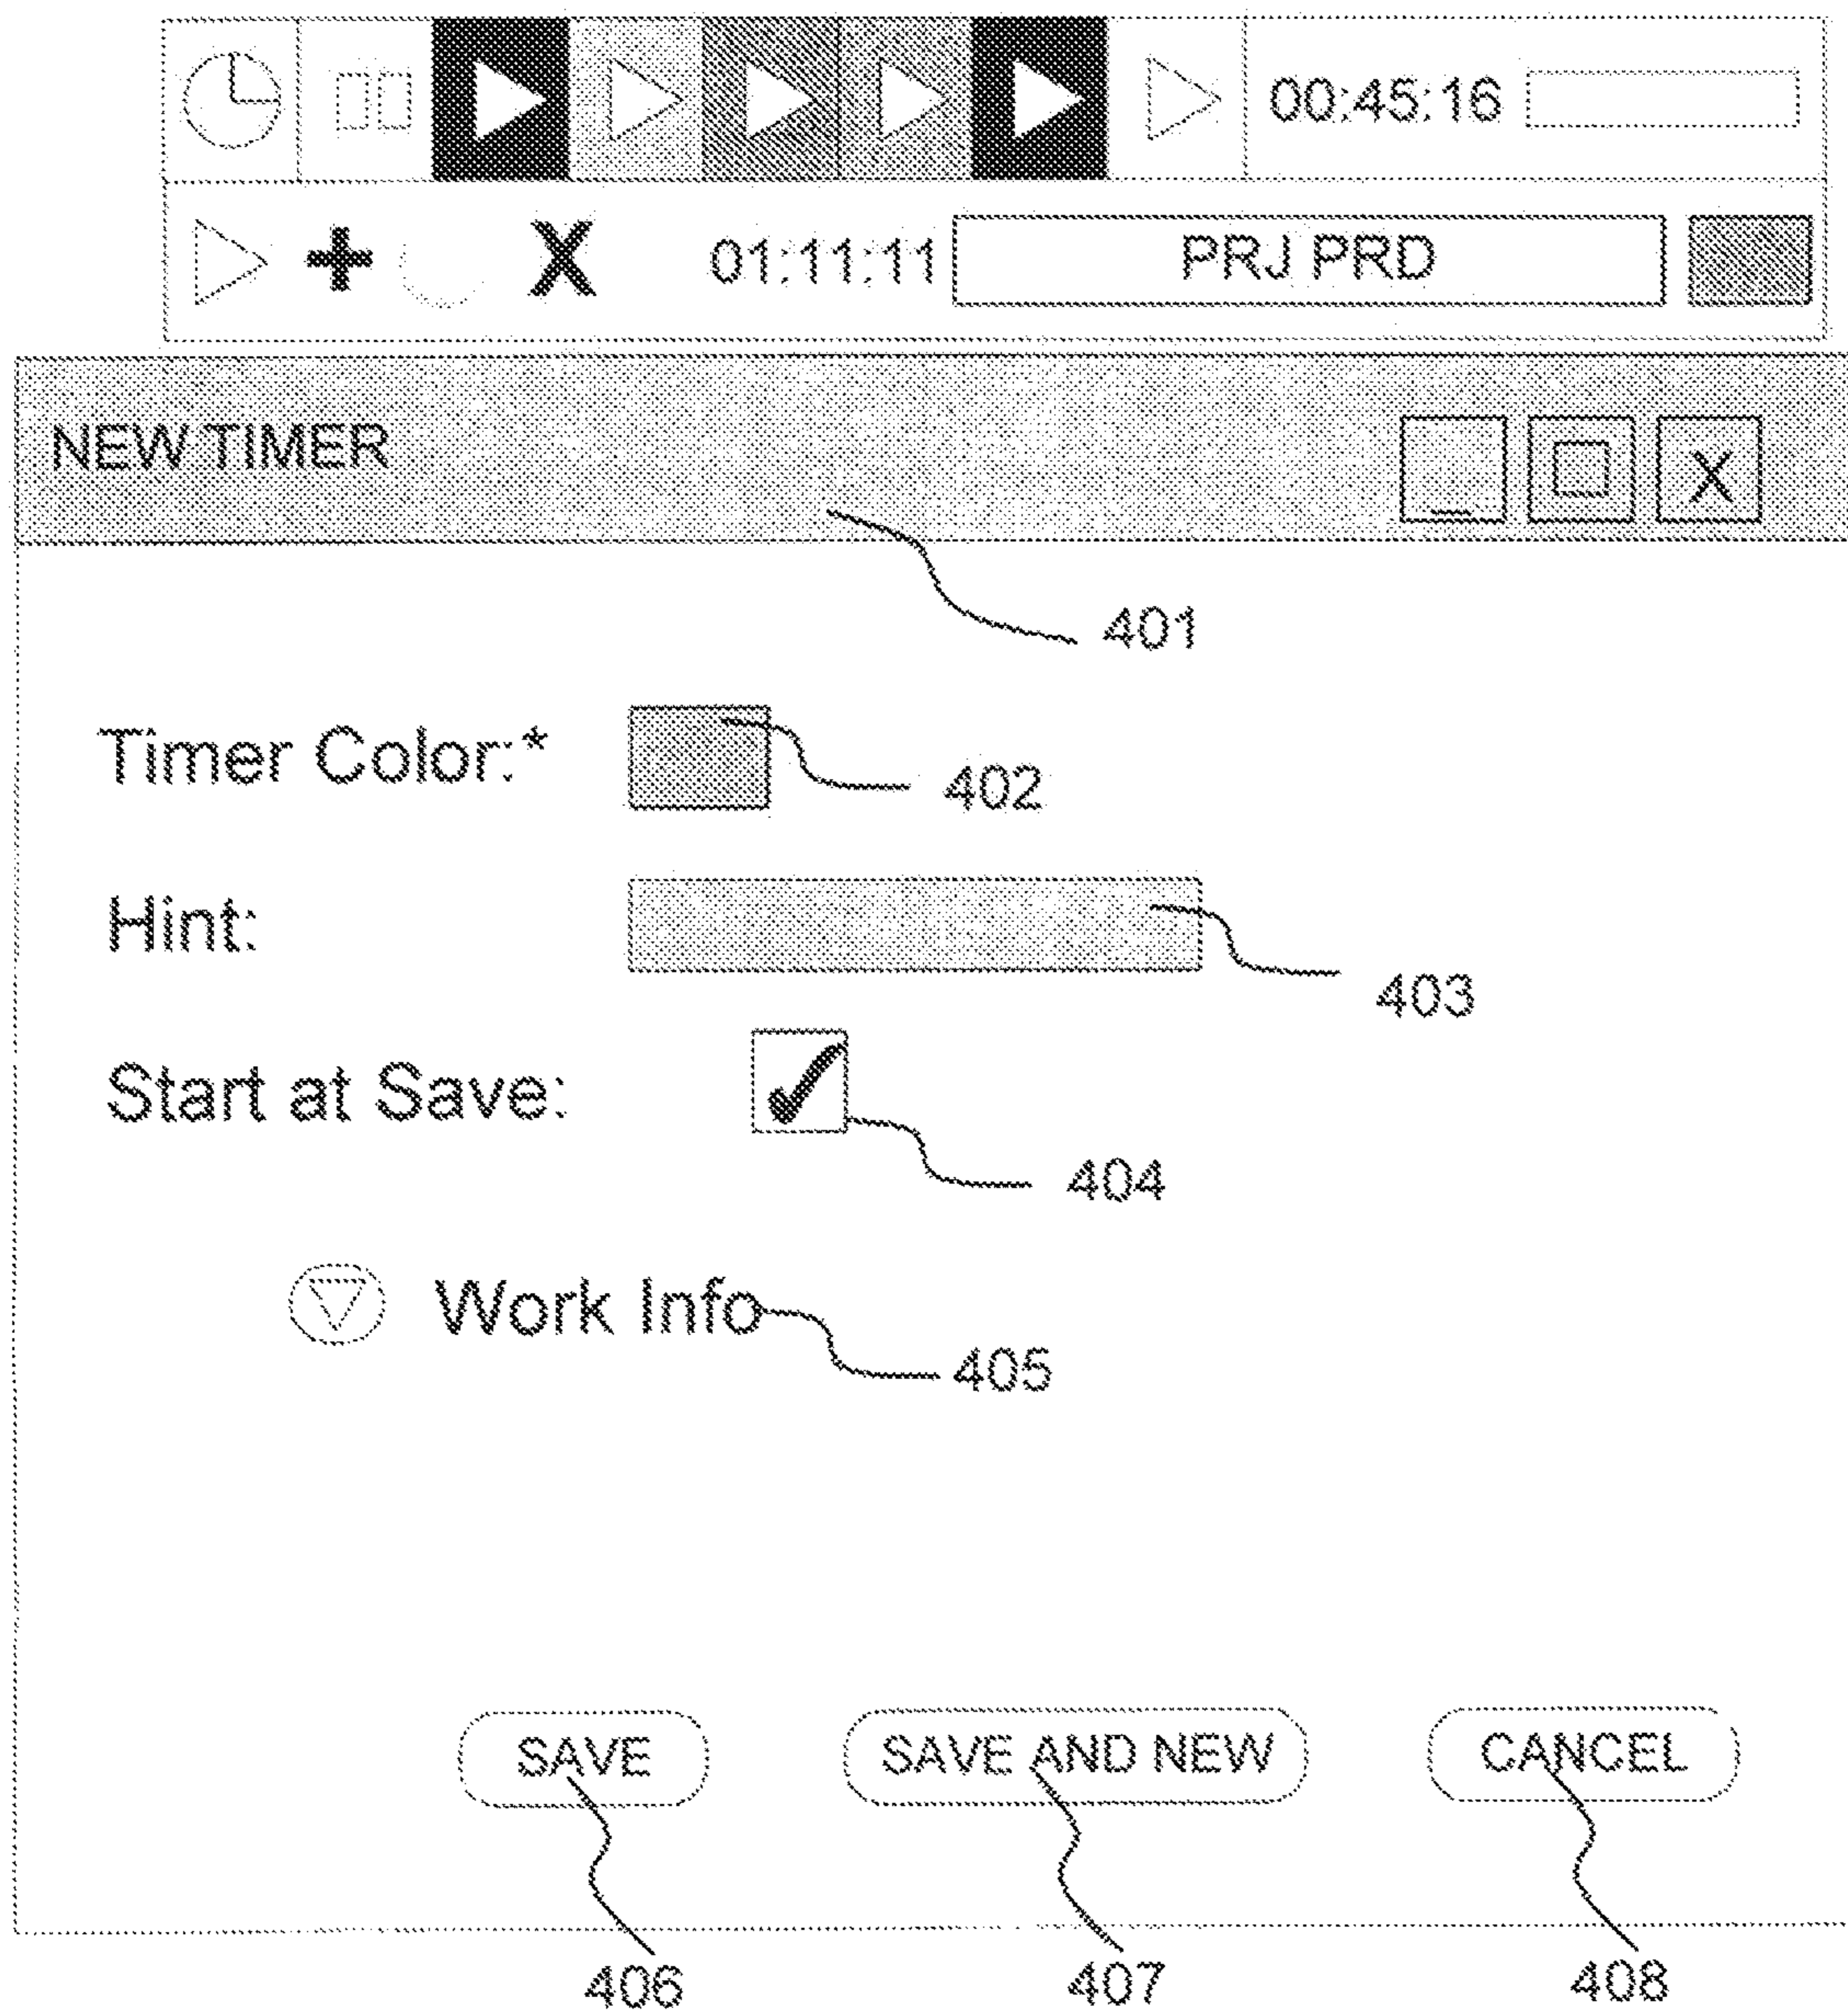 00:45:16
X 01:11:11 PRJ PRD
NEW TIMER X
401
Timer Color:*
402
Hint:
403
Start at Save:
404
Work Info
405
SAVE SAVE AND NEW CANCEL
406 407 408